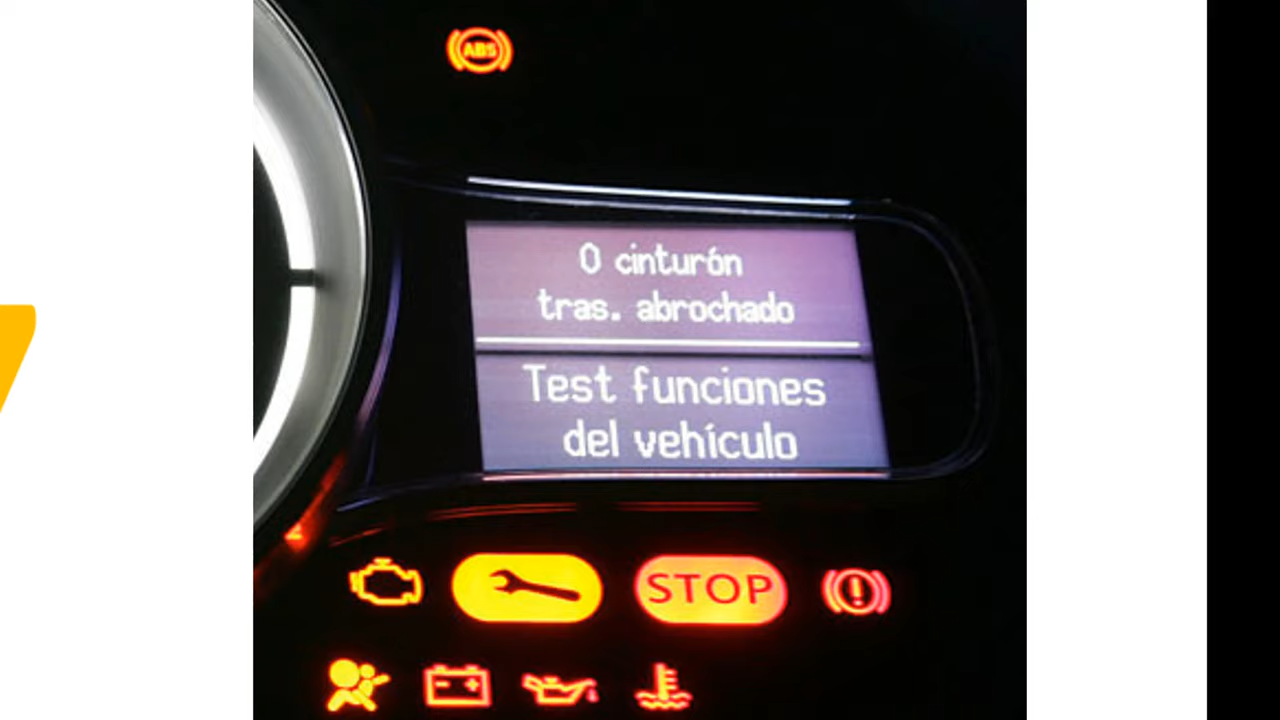 ABS
0 cinturón
tras. abrochado
Test funciones
del vehículo
STOP